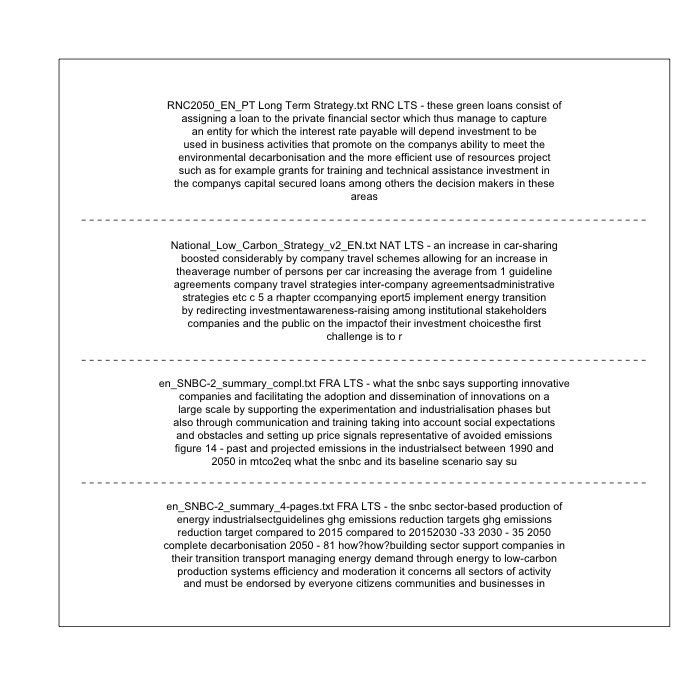 RNC2050_EN_PT Long Term Strategy.txt RNC LTS - these green loans consist of
assigning a loan to the private financial sector which thus manage to capture
an entity for which the interest rate payable will depend investment to be
used in business activities that promote on the companys ability to meet the
environmental decarbonisation and the more efficient use of resources project
such as for example grants for training and technical assistance investment in
the companys capital secured loans among others the decision makers in these
areas
National_Low_Carbon_Strategy_v2_EN.txt NAT LTS - an increase in car-sharing
boosted considerably by company travel schemes allowing for an increase in
theaverage number of persons per car increasing the average from 1 guideline
agreements company travel strategies inter-company agreementsadministrative
strategies etc c 5 a rhapter ccompanying eport5 implement energy transition
by redirecting investmentawareness-raising among institutional stakeholders
companies and the public on the impactof their investment choicesthe first
challenge is to r
en_SNBC-2_summary_compl.txt FRA LTS - what the snbc says supporting innovative
companies and facilitating the adoption and dissemination of innovations on a
large scale by supporting the experimentation and industrialisation phases but
also through communication and training taking into account social expectations
and obstacles and setting up price signals representative of avoided emissions
figure 14 - past and projected emissions in the industrialsect between 1990 and
2050 in mtco2eq what the snbc and its baseline scenario say su
en_SNBC-2_summary_4-pages.txt FRA LTS - the snbc sector-based production of
energy industrialsectguidelines ghg emissions reduction targets ghg emissions
reduction target compared to 2015 compared to 20152030 -33 2030 - 35 2050
complete decarbonisation 2050 - 81 how?how?building sector support companies in
their transition transport managing energy demand through energy to low-carbon
production systems efficiency and moderation it concerns all sectors of activity
and must be endorsed by everyone citizens communities and businesses in